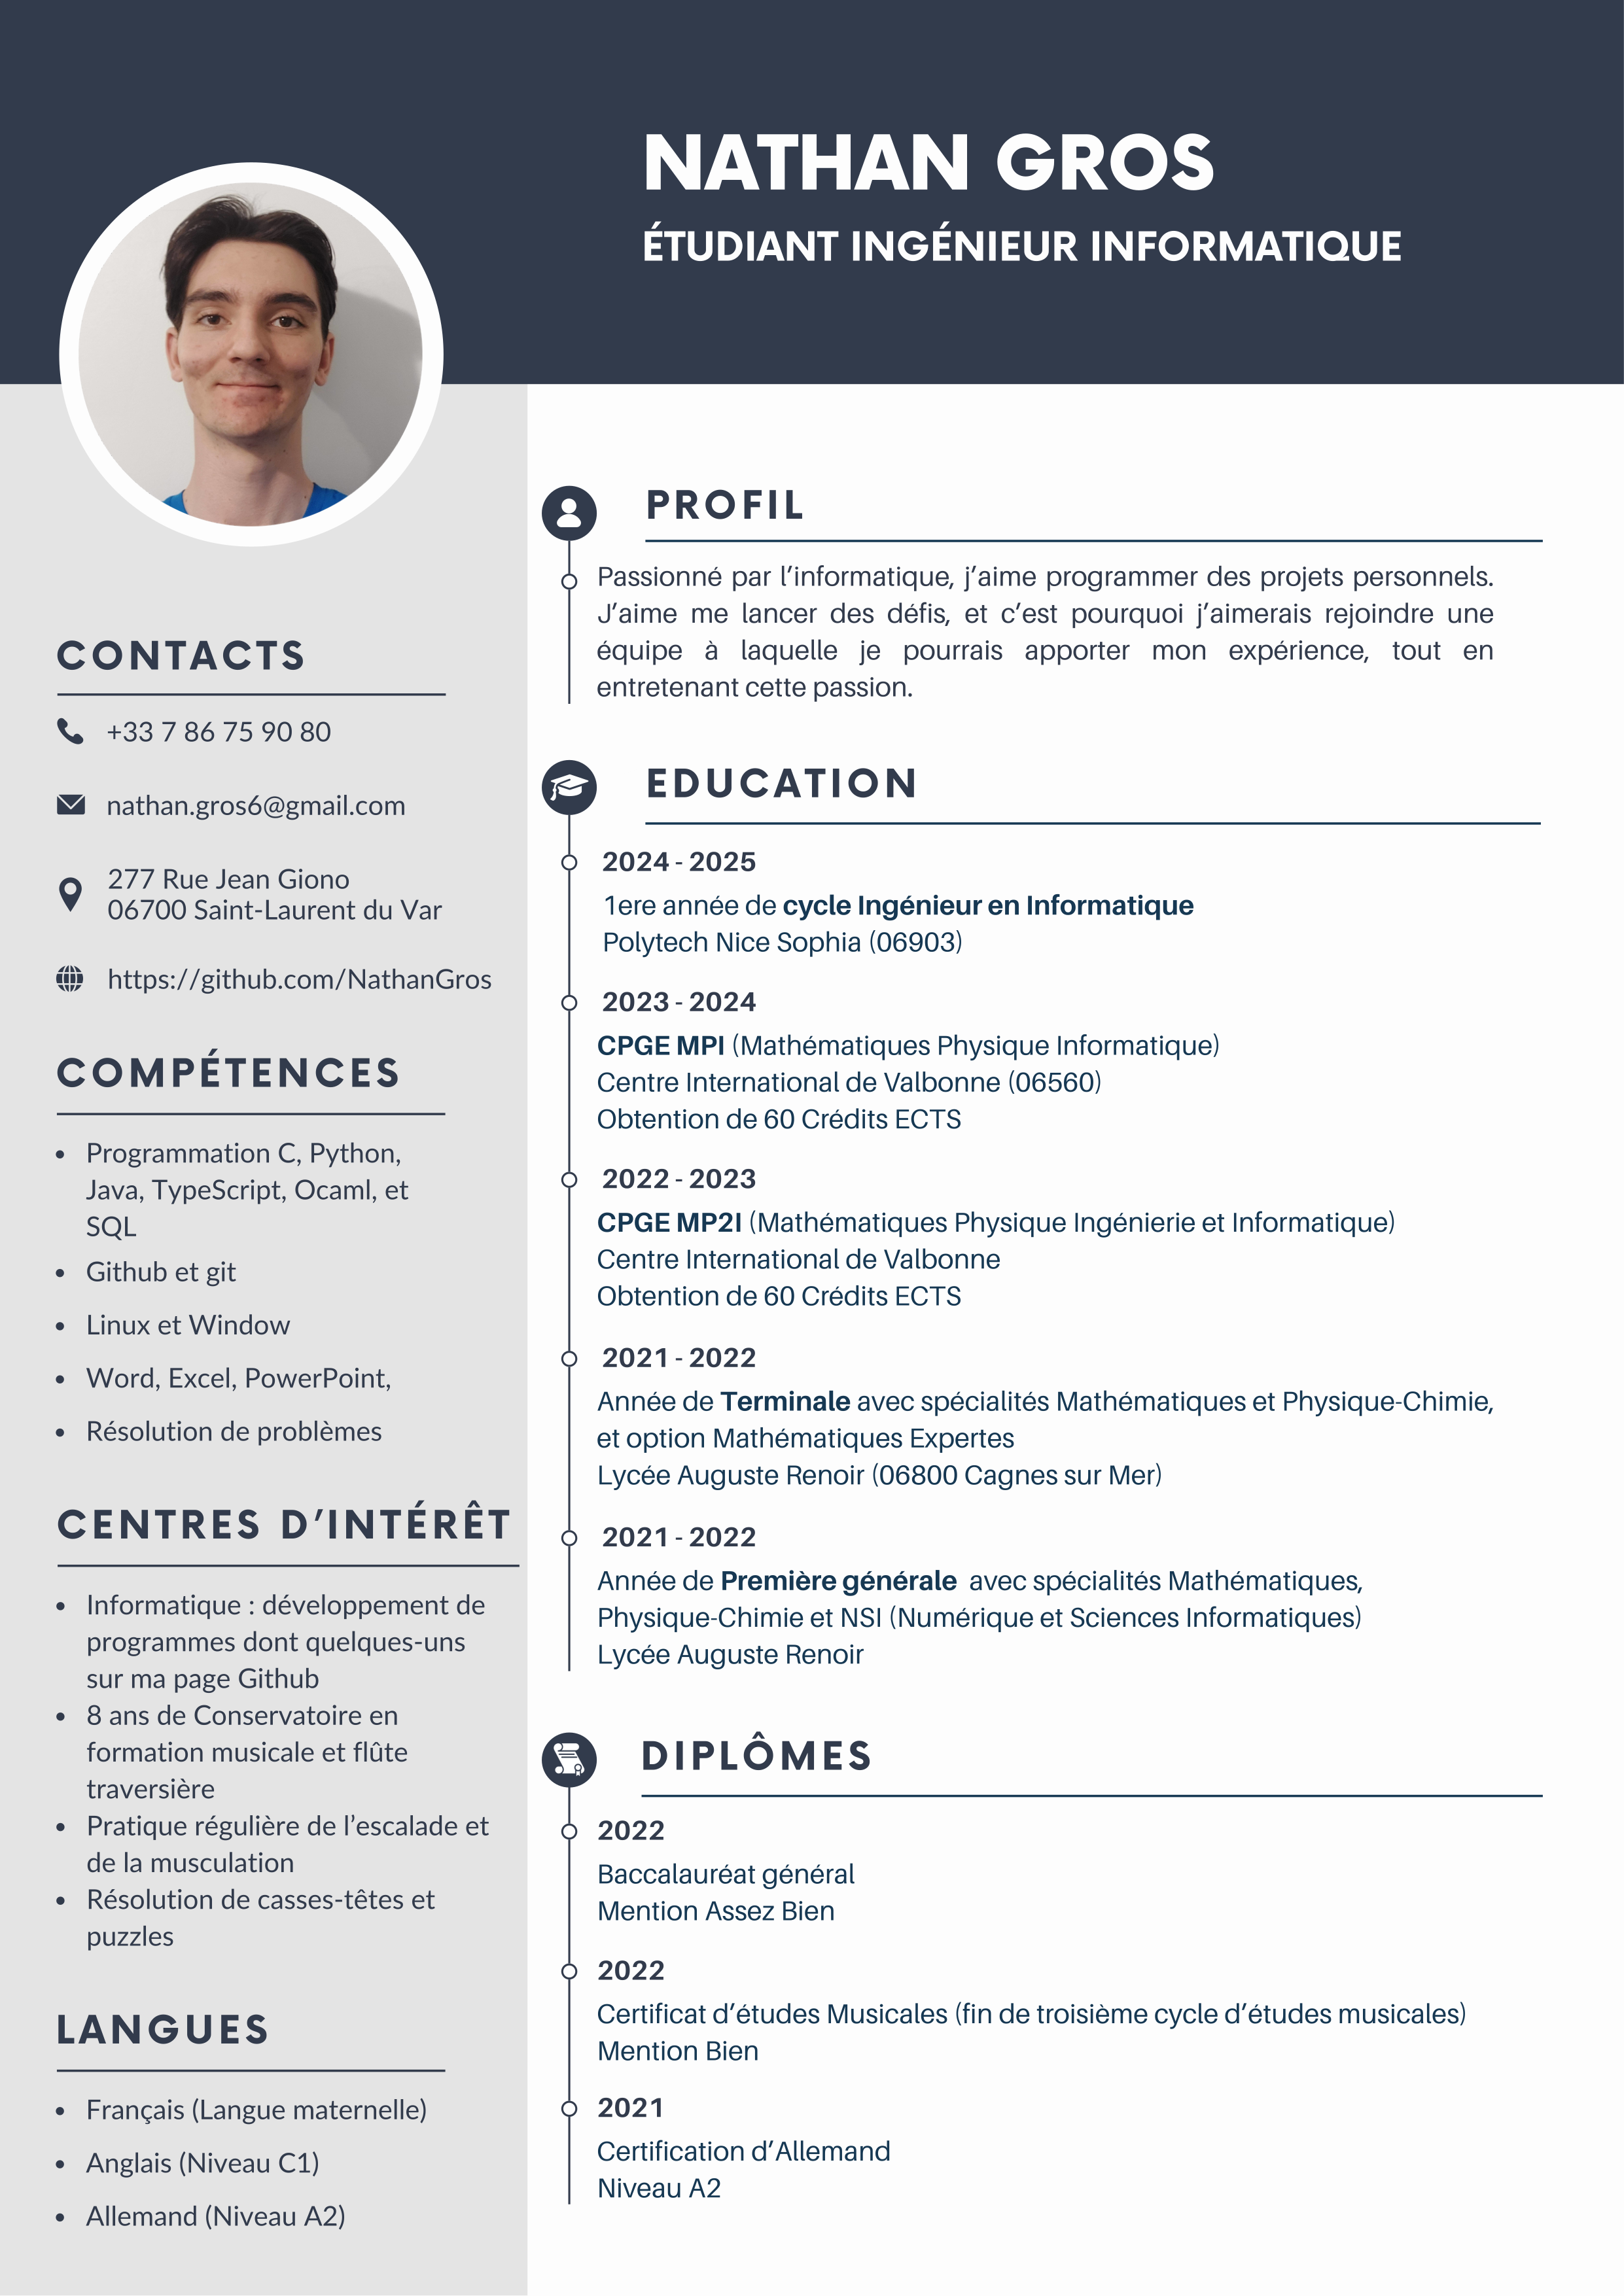 NATHAN GROS
ÉTUDIANT INGÉNIEUR INFORMATIQUE
CONTACTS
+33 7 86 75 90 80
nathan.gros6@gmail.com
277 Rue Jean Giono
06700 Saint-Laurent du Var
https://github.com/NathanGros
COMPÉTENCES
• Programmation C, Python,
Java, TypeScript, Ocaml, et
SQL
• Github et git
• Linux et Window
• Word, Excel, PowerPoint,
• Résolution de problèmes
CENTRES D’INTÉRÊT
• Informatique : développement de
programmes dont quelques-uns
sur ma page Github
• 8 ans de Conservatoire en
formation musicale et flûte
traversière
• Pratique régulière de l’escalade et
de la musculation
• Résolution de casses-têtes et
puzzles
LANGUES
• Français (Langue maternelle)
• Anglais (Niveau C1)
• Allemand (Niveau A2)
PROFIL
Passionné par l’informatique, j’aime programmer des projets personnels.
J’aime me lancer des défis, et c’est pourquoi j’aimerais rejoindre une
équipe à laquelle je pourrais apporter mon expérience, tout en
entretenant cette passion.
EDUCATION
2024 - 2025
1ere année de cycle Ingénieur en Informatique
Polytech Nice Sophia (06903)
2023 - 2024
CPGE MPI (Mathématiques Physique Informatique)
Centre International de Valbonne (06560)
Obtention de 60 Crédits ECTS
2022 - 2023
CPGE MP2I (Mathématiques Physique Ingénierie et Informatique)
Centre International de Valbonne
Obtention de 60 Crédits ECTS
2021 - 2022
Année de Terminale avec spécialités Mathématiques et Physique-Chimie,
et option Mathématiques Expertes
Lycée Auguste Renoir (06800 Cagnes sur Mer)
2021 - 2022
Année de Première générale avec spécialités Mathématiques,
Physique-Chimie et NSI (Numérique et Sciences Informatiques)
Lycée Auguste Renoir
DIPLÔMES
2022
Baccalauréat général
Mention Assez Bien
2022
Certificat d’études Musicales (fin de troisième cycle d’études musicales)
Mention Bien
2021
Certification d’Allemand
Niveau A2